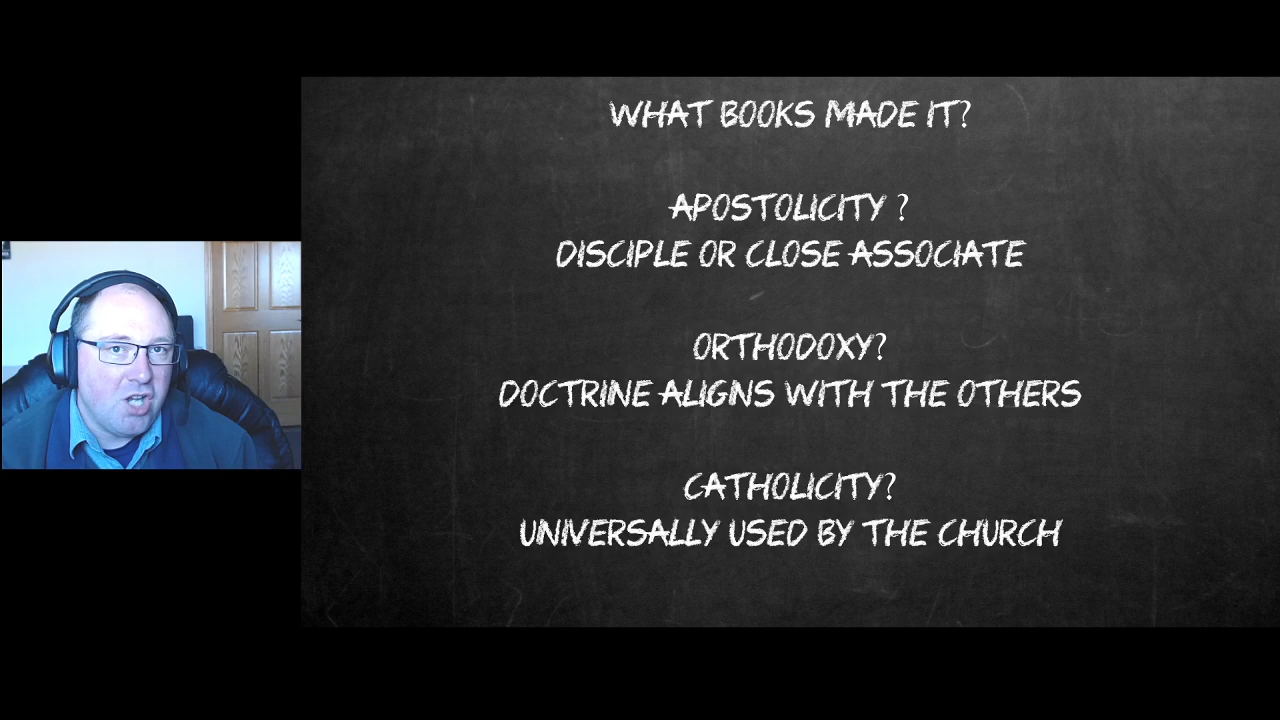 WHAT BOOKS MADE IT?
APOSTOLICITY ?
DISCIPLE OR CLOSE ASSOCIATE
ORTHODOXY?
DOCTRINE ALIGNS WITH THE OTHERS
CATHOLICITY?
UNIVERSALLY USED BY THE CHURCH